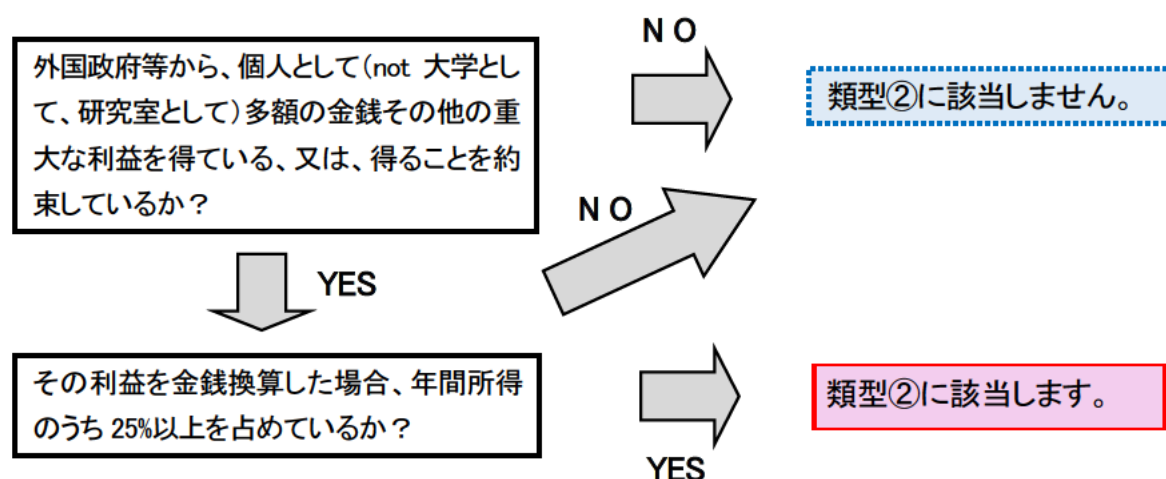 外国政府等から、個人として(not 大学とし
て、研究室として)多額の金銭その他の重
大な利益を得ている、又は、得ることを約
束しているか？
NO
類型②に該当しません。
NO
YES
その利益を金銭換算した場合、年間所得
のうち 25%以上を占めているか？
YES
類型②に該当します。